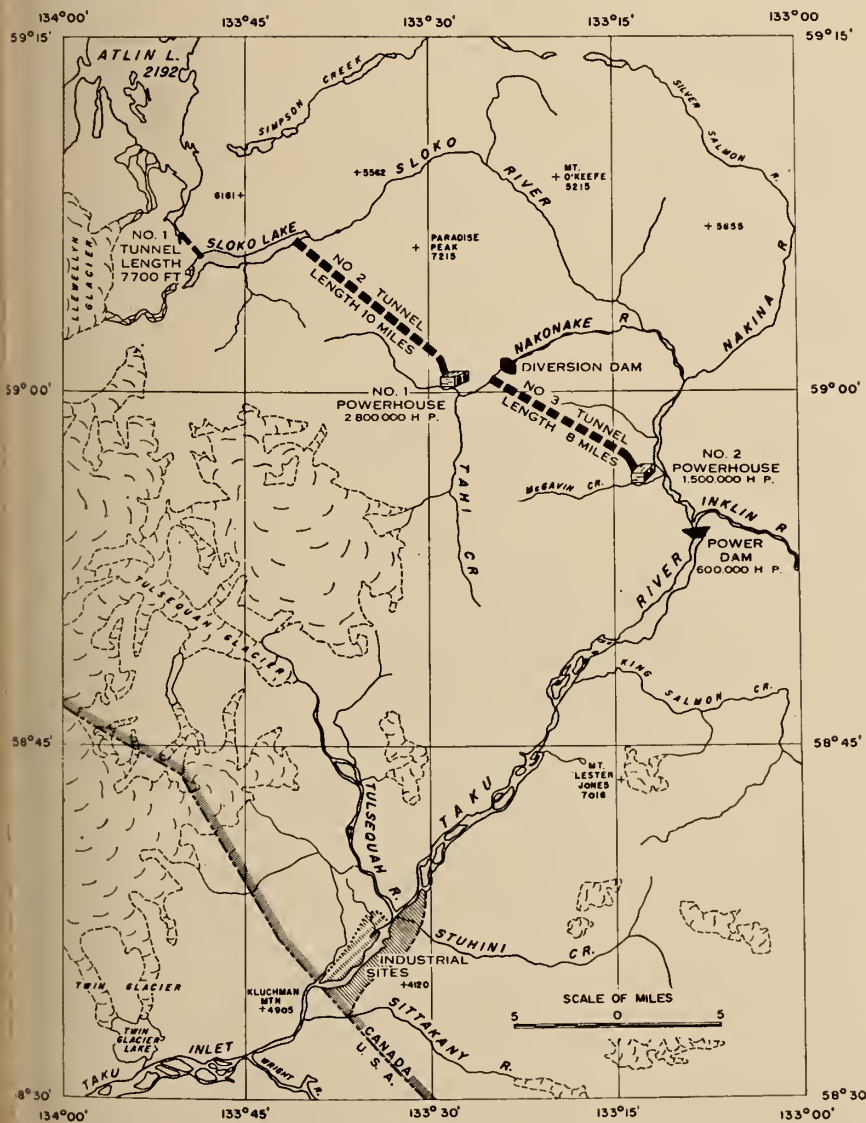 134°00'
133°45'
133°30'
133°15'
133°00'
59°15'
59°15'
ATLIN L.
2192
SIMPSON CREEK
SILVER SALMON R.
+5562
6161+
SLOKO RIVER
MT.
O'KEEFE
+ 5215
+5655
NO. 1
TUNNEL
LENGTH
7700 FT
SLOKO LAKE
+ PARADISE
PEAK
7215
LLEWELLYN
GLACIER
NO 2 TUNNEL
LENGTH 10 MILES
NAKONAKE R
NAKINA R
DIVERSION DAM
59°00'
59°00'
NO. 1
POWERHOUSE
2 800 000 H P.
NO 3 TUNNEL
LENGTH 8 MILES
NO. 2
POWERHOUSE
1.500.000 H P.
TAHI CR
McGAVIN CR.
INKLIN R
POWER
DAM
600.000 H P.
TULSEQUAH GLACIER
TAKU RIVER
KING SALMON CR.
58°45'
58°45'
MT.
LESTER
JONES
7016
TULSEQUAH R.
STUHINI CR.
INDUSTRIAL
SITES
+4120
KLUCHMAN
MTN
+4905
TWIN GLACIER
SCALE OF MILES
5 0 5
SITTAKANY R.
TWIN
GLACIER
LAKE
CANADA
U. S. A.
TAKU INLET
WRIGHT R.
8°30'
58°30'
134°00'
133°45'
133°30'
133°15'
133°00'